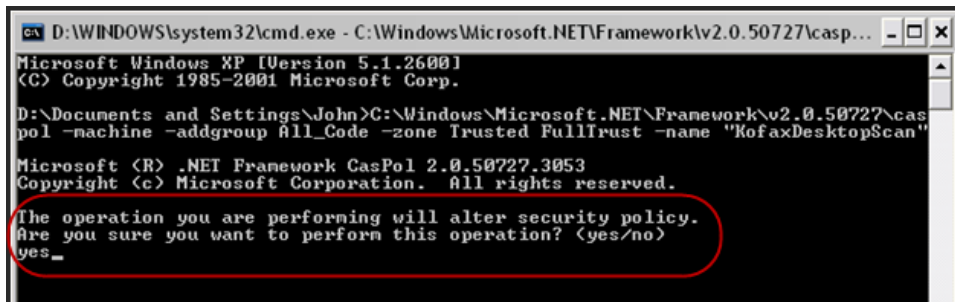 D:\WINDOWS\system32\cmd.exe - C:\Windows\Microsoft.NET\Framework\v2.0.50727\casp...
Microsoft Windows XP [Version 5.1.2600]
(C) Copyright 1985-2001 Microsoft Corp.
D:\Documents and Settings\John>C:\Windows\Microsoft.NET\Framework\v2.0.50727\cas
pol -machine -addgroup All_Code -zone Trusted FullTrust -name "KofaxDesktopScan"
Microsoft (R) .NET Framework CasPol 2.0.50727.3053
Copyright (c) Microsoft Corporation.  All rights reserved.
The operation you are performing will alter security policy.
Are you sure you want to perform this operation? (yes/no)
yes_